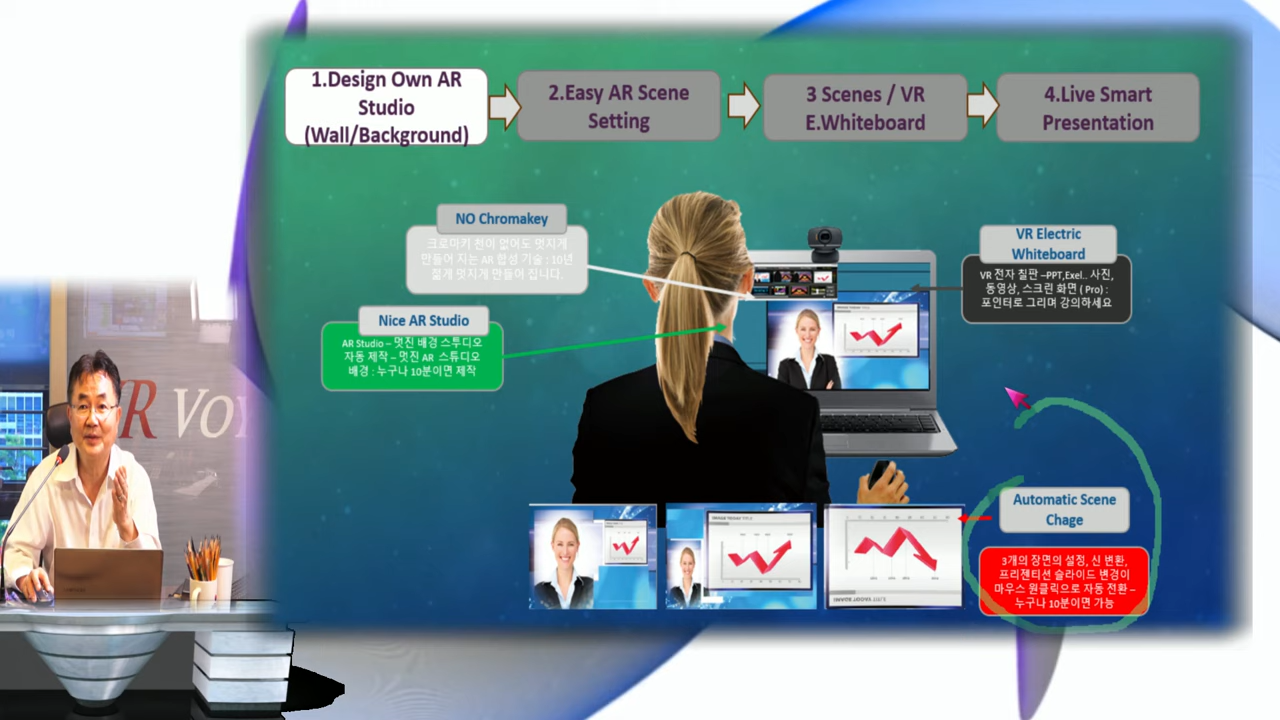 1.Design Own AR
Studio
(Wall/Background)
2.Easy AR Scene
Setting
3 Scenes / VR
E.Whiteboard
4.Live Smart
Presentation
NO Chromakey
크로마키 천이 없어도 멋지게
만들어 지는 AR 합성 기술 : 10년
젊게 멋지게 만들어 집니다.
VR Electric
Whiteboard
VR 전자 칠판 –PPT,Exel.. 사진,
동영상, 스크린 화면 ( Pro) :
포인터로 그리며 강의하세요
Nice AR Studio
AR Studio – 멋진 배경 스투디오
자동 제작 – 멋진 AR 스튜디오
배경 : 누구나 10분이면 제작
R VO
Automatic Scene
Chage
3개의 장면의 설정, 신 변환,
프리젠티션 슬라이드 변경이
마우스 원클릭으로 자동 전환 –
누구나 10분이면 가능